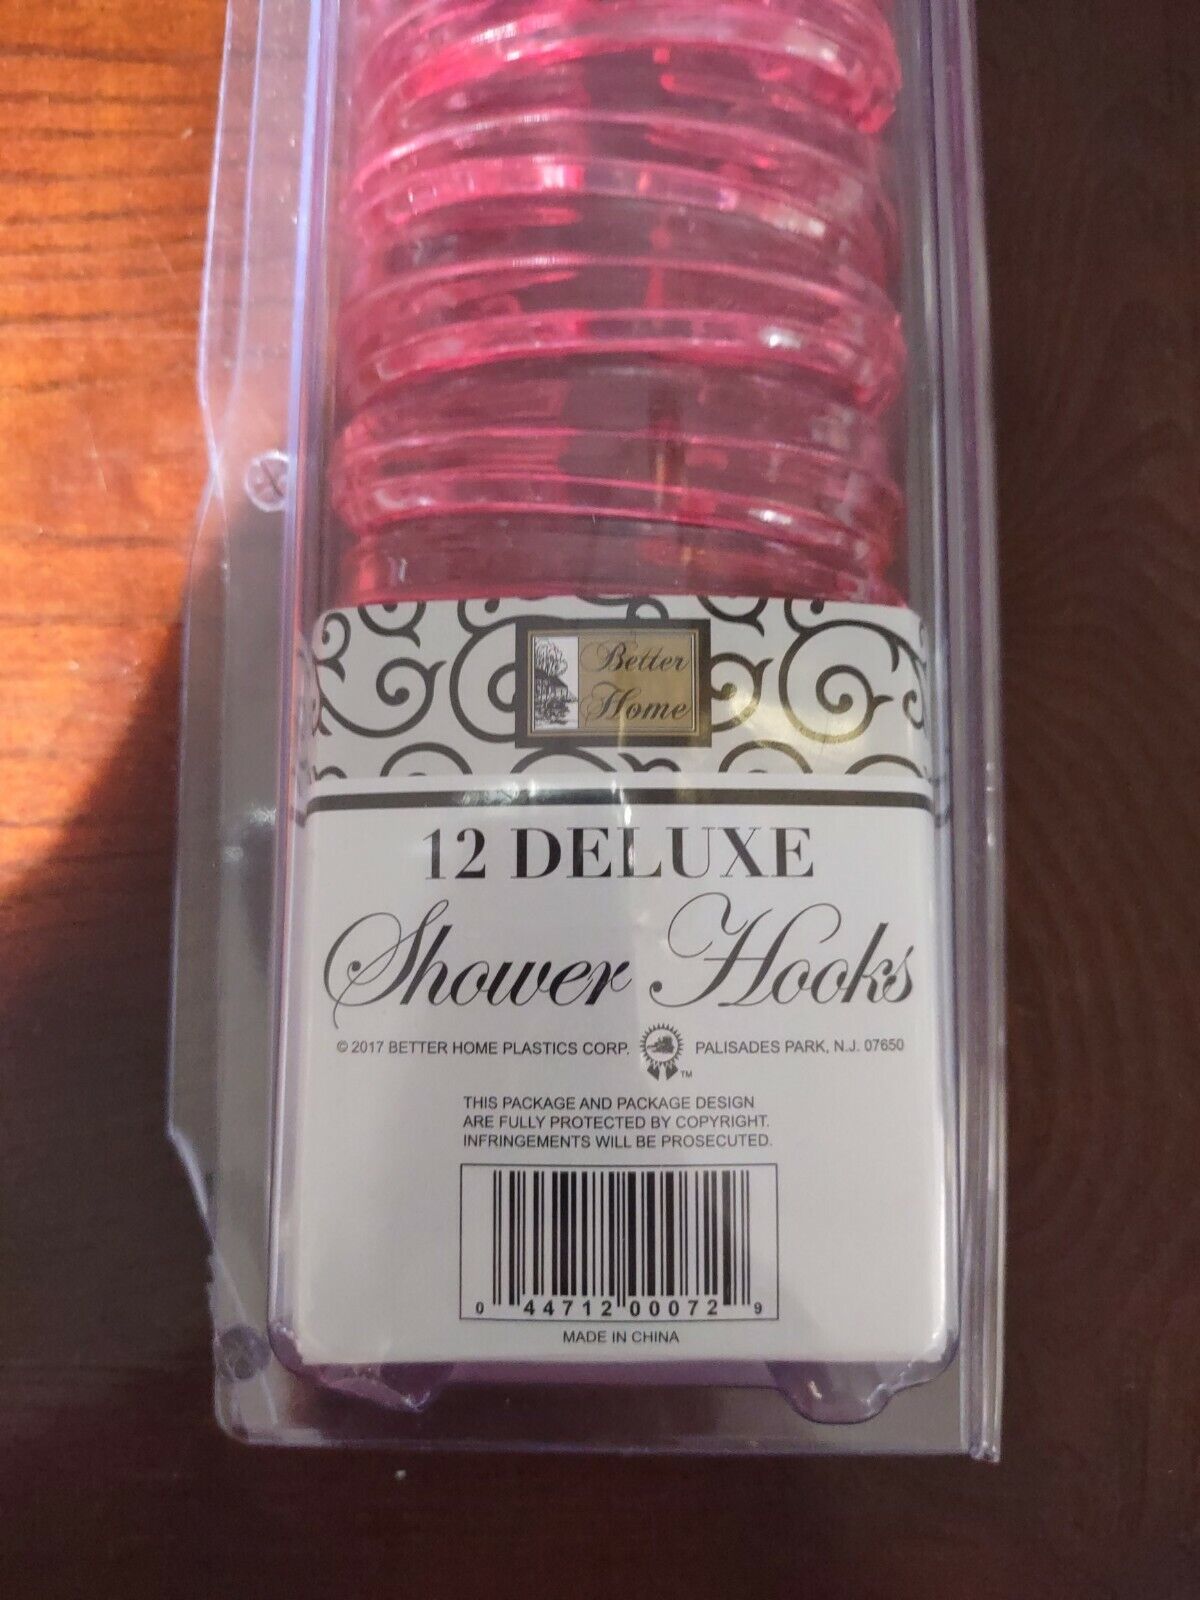 Better
Home
12 DELUXE
Shower Hooks
© 2017 BETTER HOME PLASTICS CORP. ™ PALISADES PARK, N.J. 07650
THIS PACKAGE AND PACKAGE DESIGN
ARE FULLY PROTECTED BY COPYRIGHT.
INFRINGEMENTS WILL BE PROSECUTED.
0 44712 00072 9
MADE IN CHINA